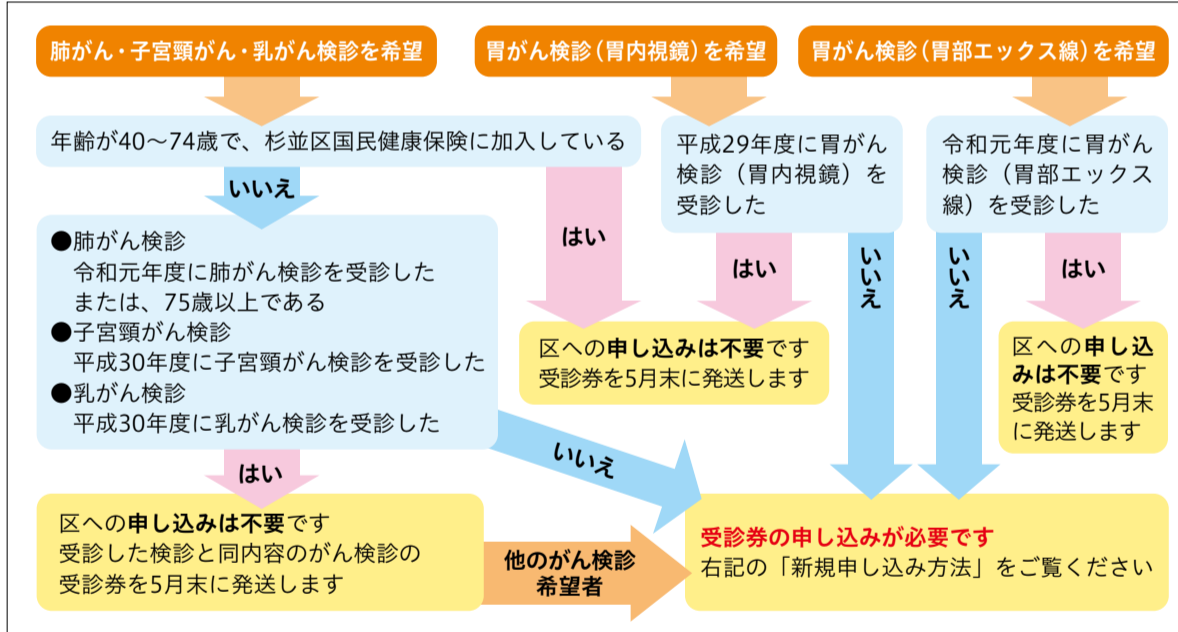 肺がん・子宮頸がん・乳がん検診を希望
胃がん検診(胃内視鏡)を希望
胃がん検診(胃部エックス線)を希望
年齢が40〜74歳で、杉並区国民健康保険に加入している
平成29年度に胃がん
検診（胃内視鏡）を
受診した
令和元年度に胃がん
検診（胃部エックス
線）を受診した
いいえ
はい
はい
いいえ
いいえ
はい
●肺がん検診
令和元年度に肺がん検診を受診した
または、75歳以上である
●子宮頸がん検診
平成30年度に子宮頸がん検診を受診した
●乳がん検診
平成30年度に乳がん検診を受診した
区への申し込みは不要です
受診券を5月末に発送します
区への申し込
みは不要です
受診券を5月末
に発送します
はい
いいえ
区への申し込みは不要です
受診した検診と同内容のがん検診の
受診券を5月末に発送します
他のがん検診
希望者
受診券の申し込みが必要です
右記の「新規申し込み方法」をご覧ください